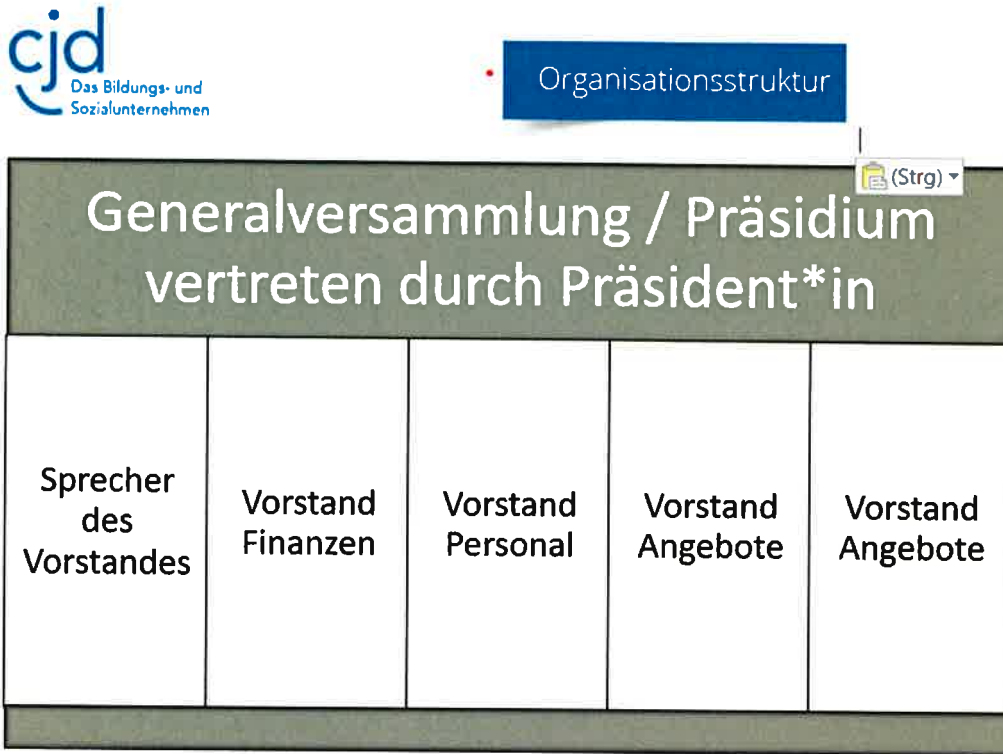 cjd
Das Bildungs- und
Sozialunternehmen
Organisationsstruktur
(Strg)
Generalversammlung / Präsidium
vertreten durch Präsident*in
Sprecher
des
Vorstandes
Vorstand
Finanzen
Vorstand
Personal
Vorstand
Angebote
Vorstand
Angebote